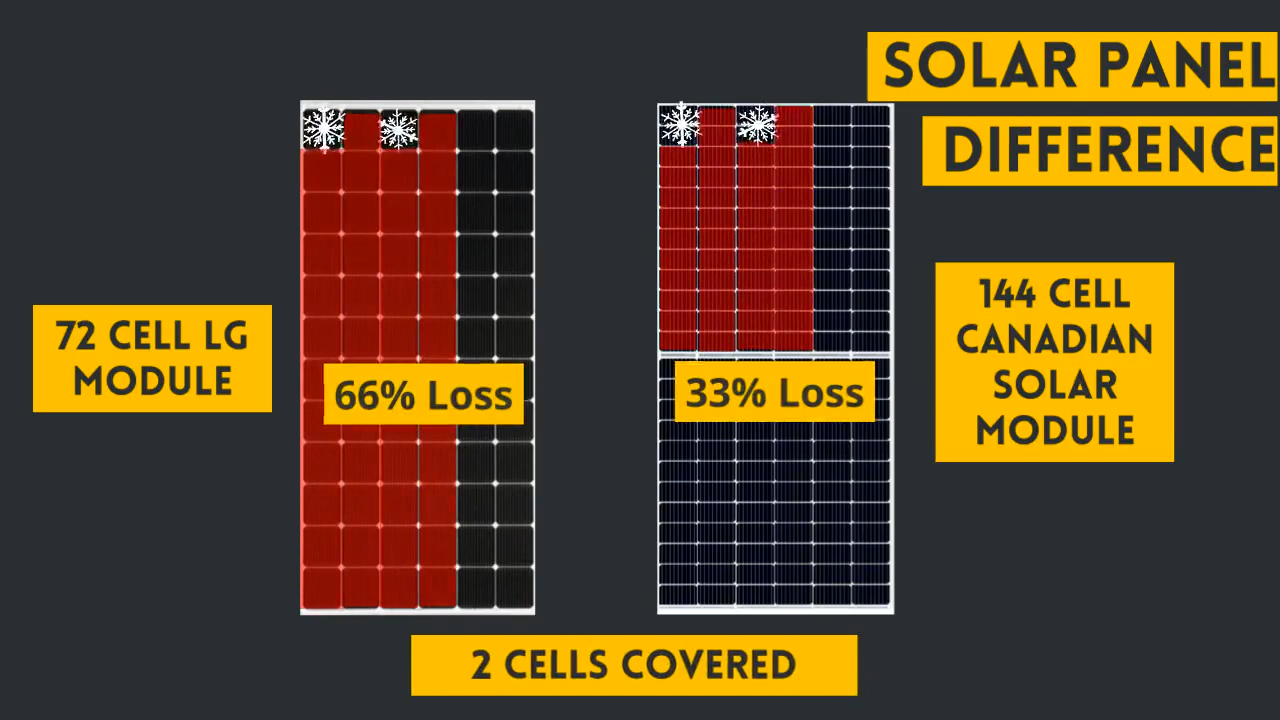 SOLAR PANEL
DIFFERENCE
72 CELL LG
MODULE
66% Loss
33% Loss
144 CELL
CANADIAN
SOLAR
MODULE
2 CELLS COVERED